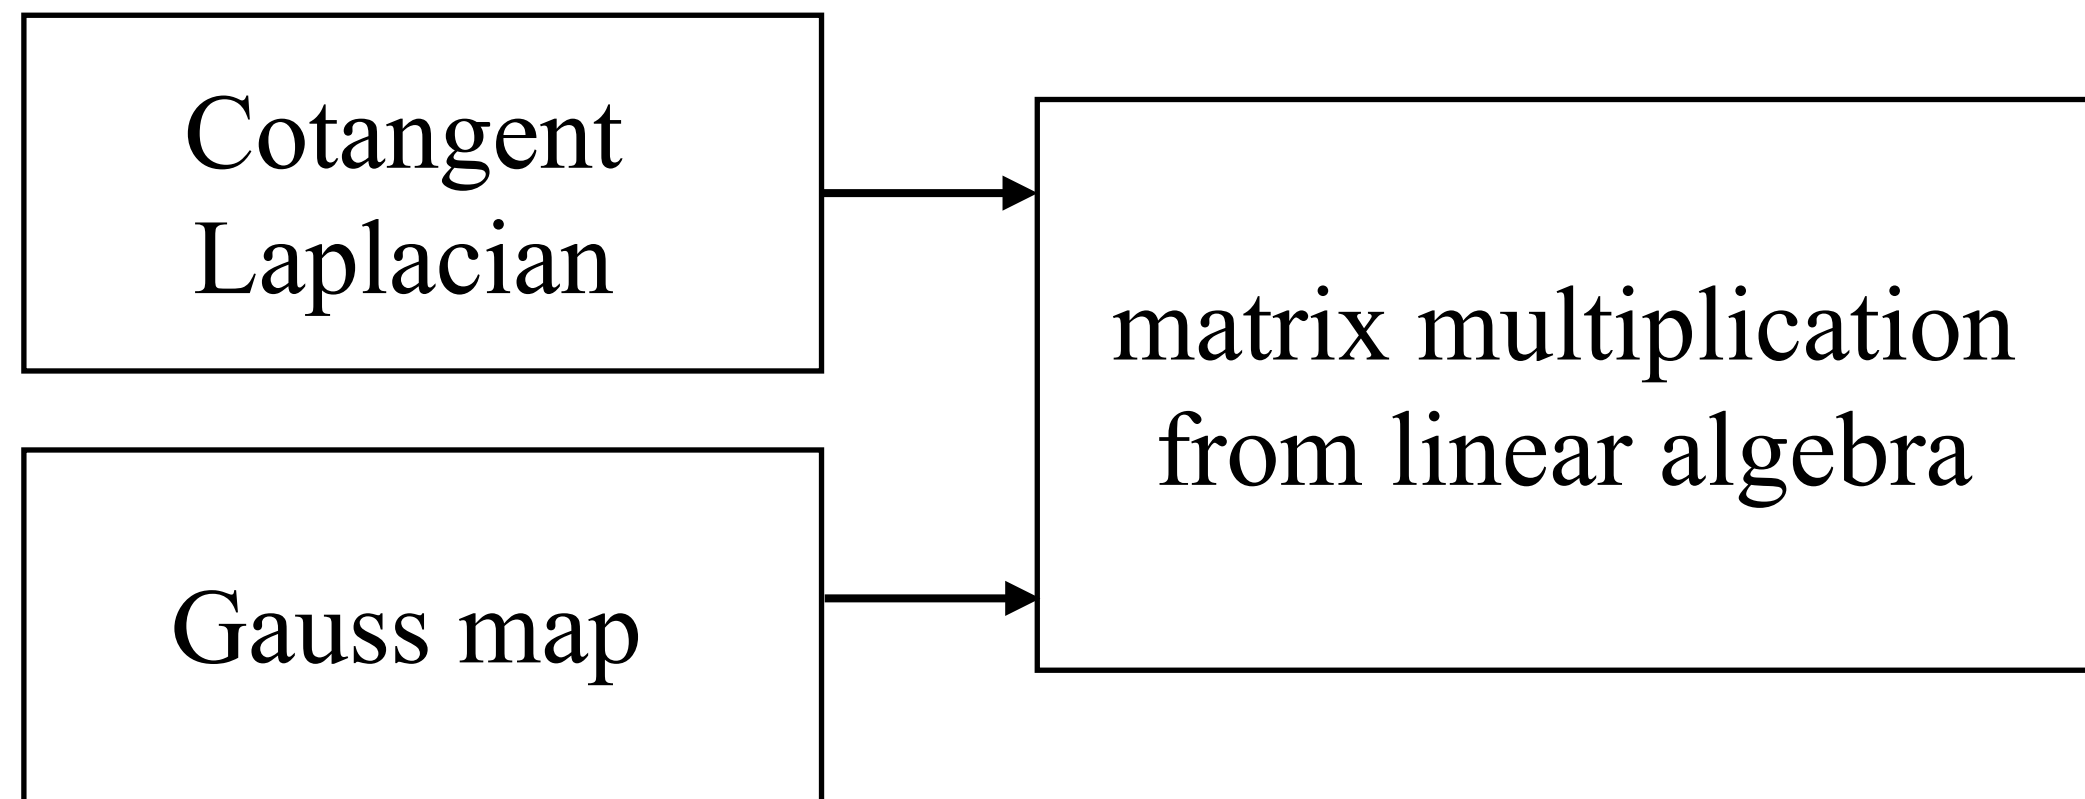 Cotangent
Laplacian
matrix multiplication
from linear algebra
Gauss map